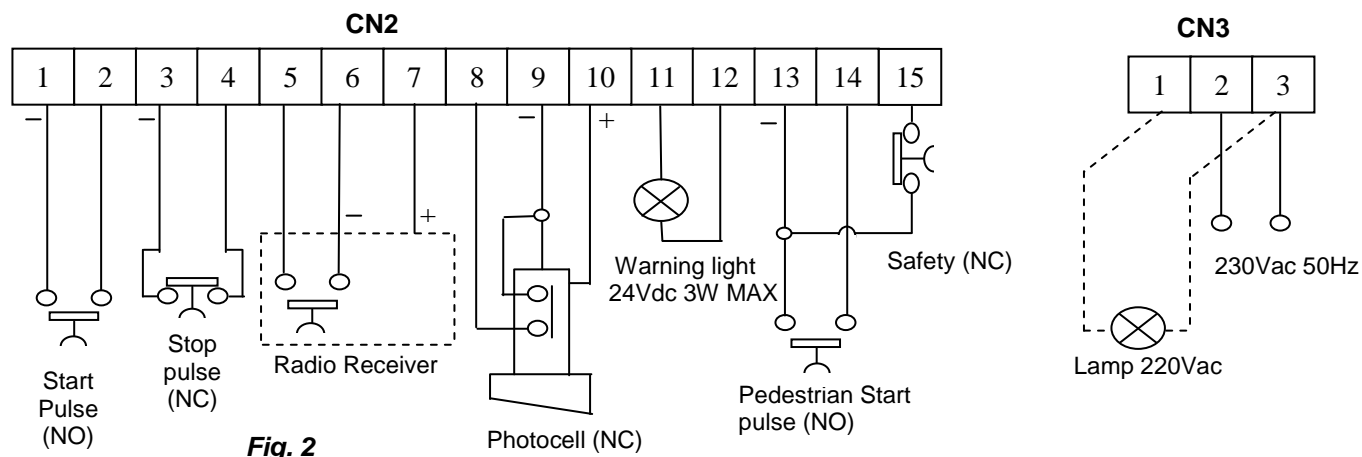 CN2
CN3
1 2 3 4 5 6 7 8 9 10 11 12 13 14 15
1 2 3
– – – + –
– +
Warning light
24Vdc 3W MAX
Safety (NC)
230Vac 50Hz
Start
Pulse
(NO)
Stop
pulse
(NC)
Radio Receiver
Photocell (NC)
Pedestrian Start
pulse (NO)
Lamp 220Vac
Fig. 2